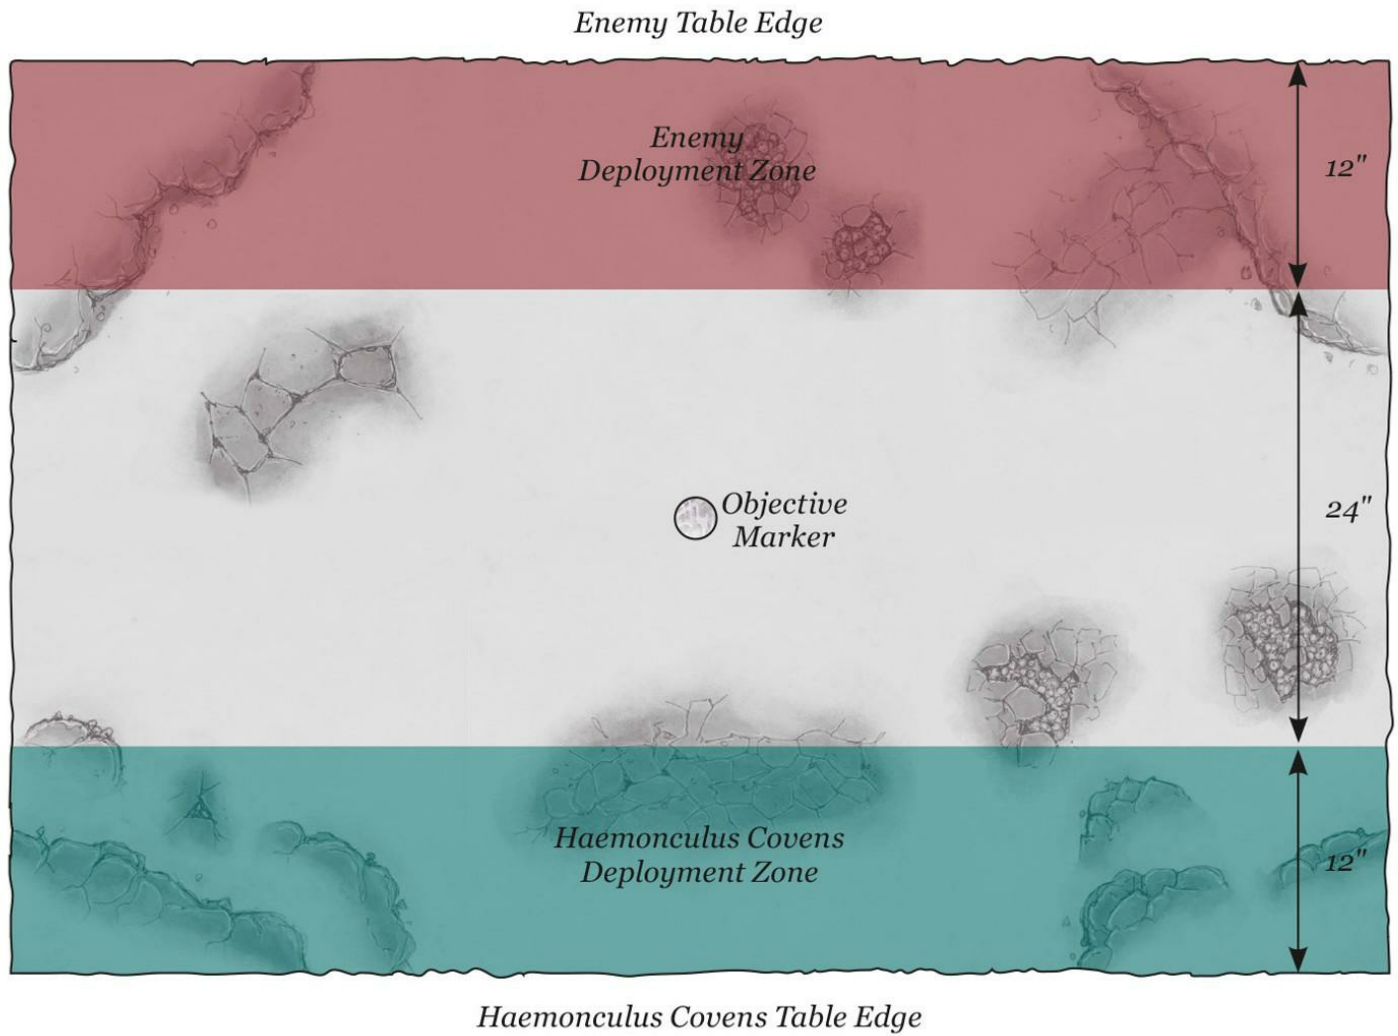 Enemy Table Edge
Enemy
Deployment Zone
12"
Objective
Marker
24"
Haemonculus Covens
Deployment Zone
12"
Haemonculus Covens Table Edge